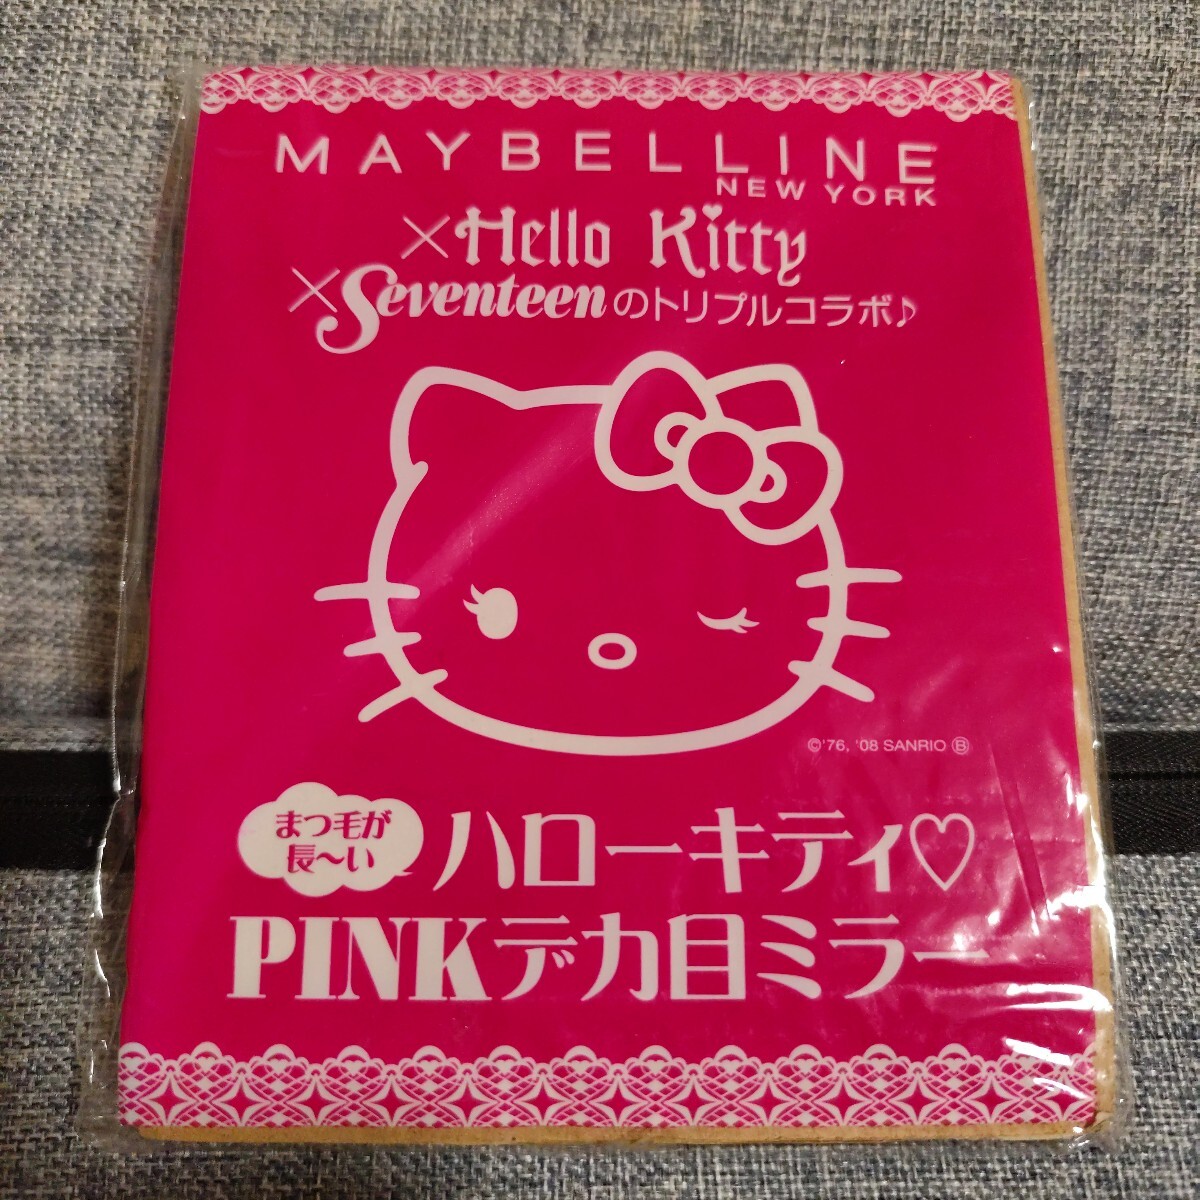 MAYBELLINE
NEW YORK
×Hello Kitty
×Seventeenのトリプルコラボ♪
©'76, '08 SANRIO Ⓑ
まつ毛が
長〜い
ハローキティ♡
PINKデカ目ミラー